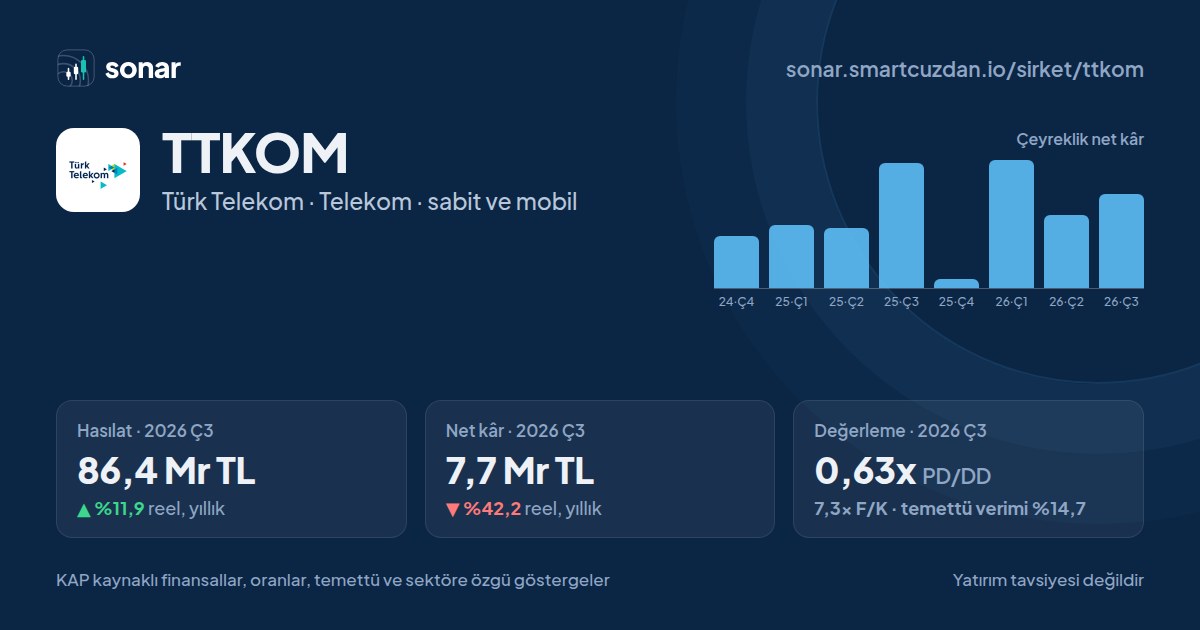 sonar
sonar.smartcuzdan.io/sirket/ttkom
Türk
Telekom
TTKOM
Türk Telekom · Telekom · sabit ve mobil
Çeyreklik net kâr
24·Ç4 25·Ç1 25·Ç2 25·Ç3 25·Ç4 26·Ç1 26·Ç2 26·Ç3
Hasılat · 2026 Ç3
86,4 Mr TL
▲ %11,9 reel, yıllık
Net kâr · 2026 Ç3
7,7 Mr TL
▼ %42,2 reel, yıllık
Değerleme · 2026 Ç3
0,63x PD/DD
7,3× F/K · temettü verimi %14,7
KAP kaynaklı finansallar, oranlar, temettü ve sektöre özgü göstergeler
Yatırım tavsiyesi değildir